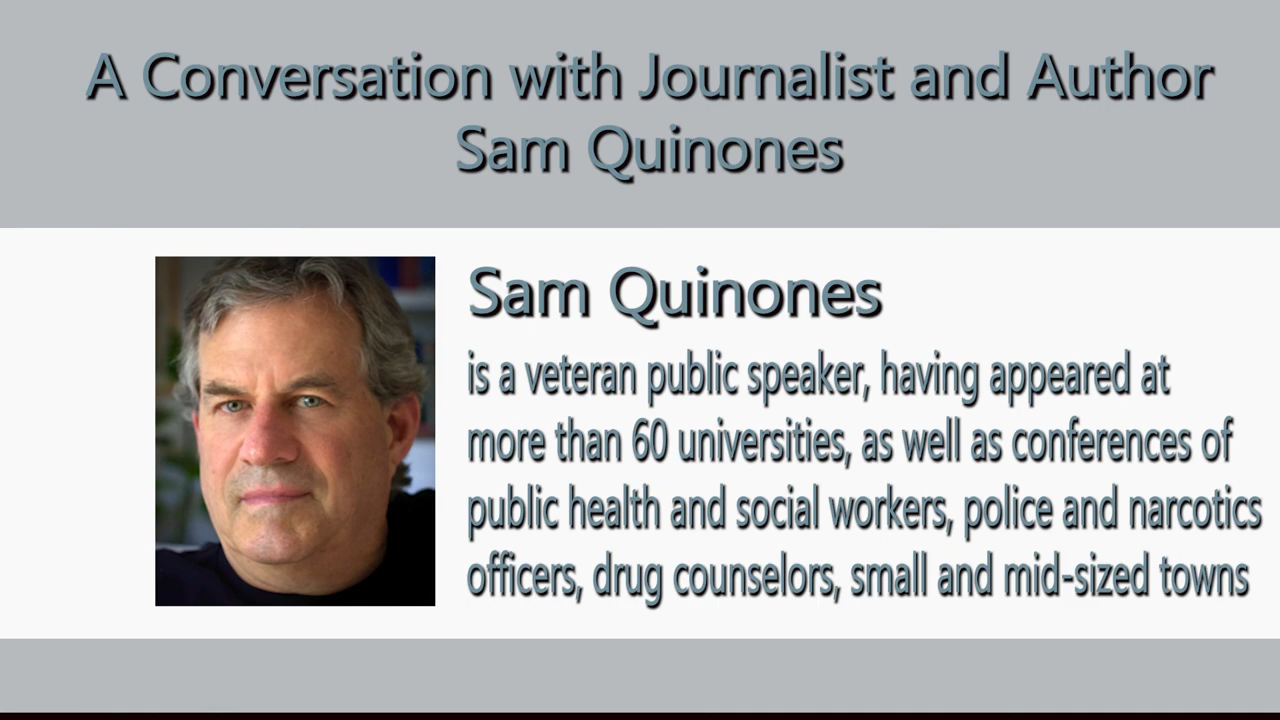 A Conversation with Journalist and Author
Sam Quinones
Sam Quinones
is a veteran public speaker, having appeared at
more than 60 universities, as well as conferences of
public health and social workers, police and narcotics
officers, drug counselors, small and mid-sized towns